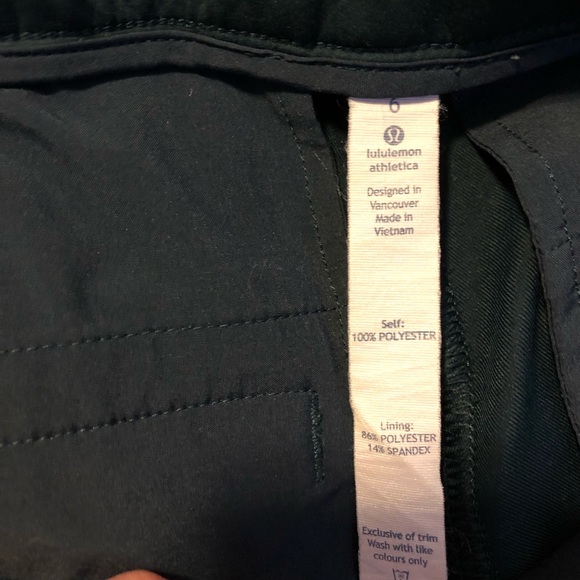 6
lululemon
athletica
Designed in
Vancouver
Made in
Vietnam
Self:
100% POLYESTER
Lining:
86% POLYESTER
14% SPANDEX
Exclusive of trim
Wash with like
colours only